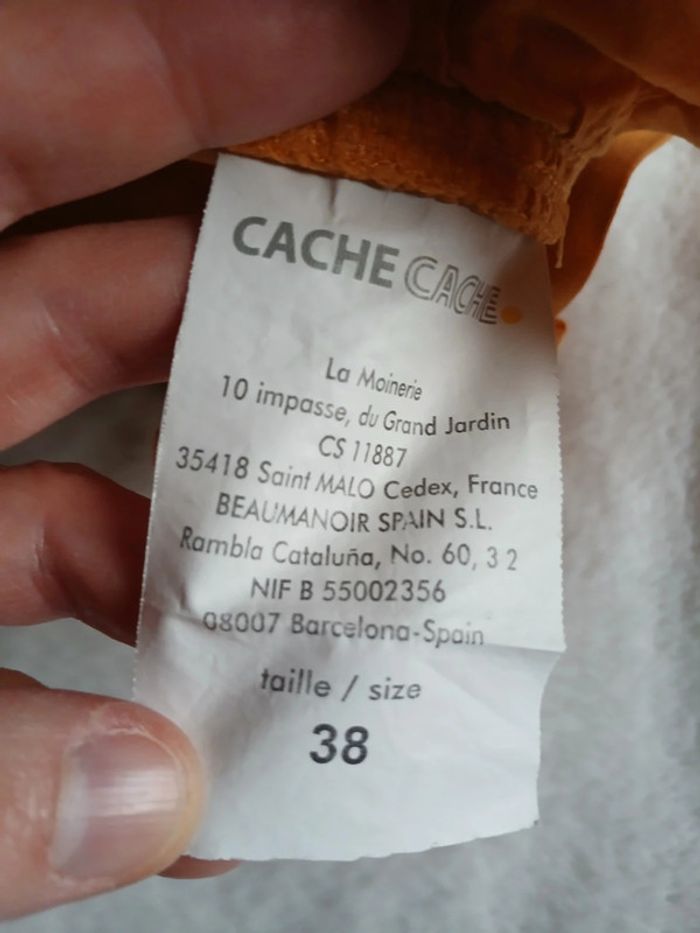 CACHE CACHE
La Moinerie
10 impasse, du Grand Jardin
CS 11887
35418 Saint MALO Cedex, France
BEAUMANOIR SPAIN S.L.
Rambla Cataluña, No. 60, 3 2
NIF B 55002356
08007 Barcelona-Spain
taille / size
38